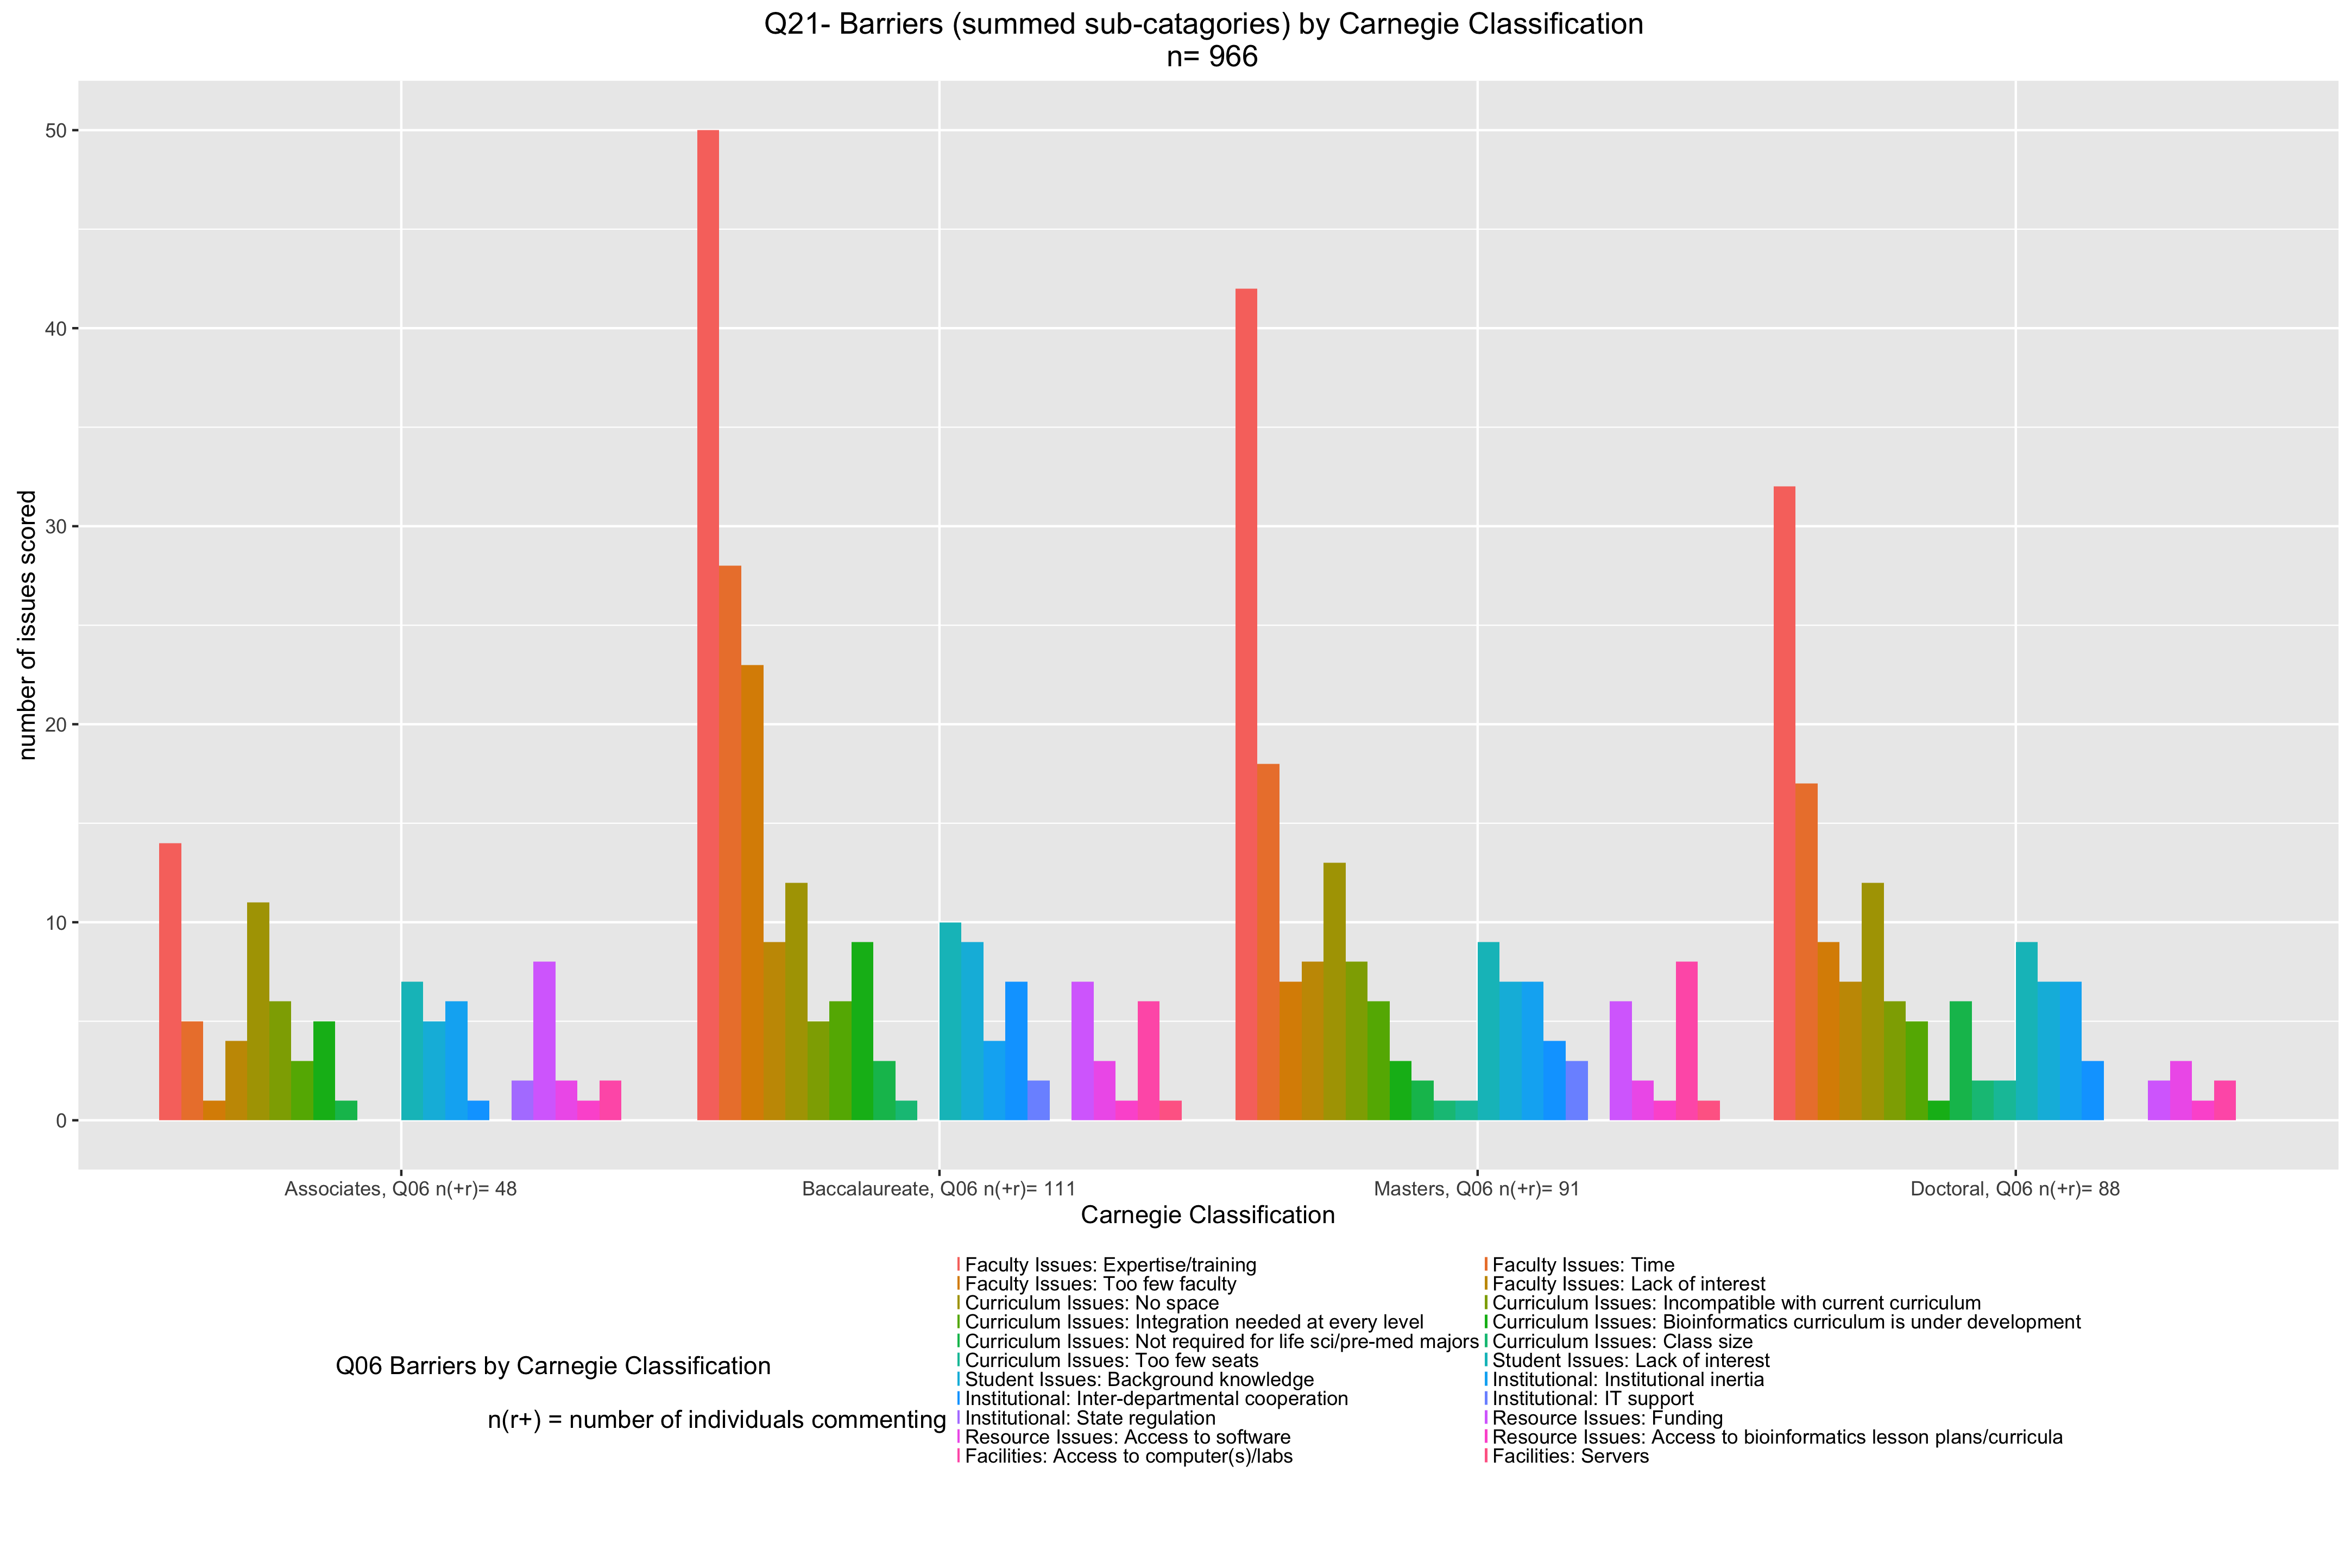 Q21- Barriers (summed sub-catagories) by Carnegie Classification
n= 966
number of issues scored
50
40
30
20
10
0
Associates, Q06 n(+r)= 48
Baccalaureate, Q06 n(+r)= 111
Masters, Q06 n(+r)= 91
Doctoral, Q06 n(+r)= 88
Carnegie Classification
Q06 Barriers by Carnegie Classification
n(r+) = number of individuals commenting
Faculty Issues: Expertise/training
Faculty Issues: Time
Faculty Issues: Too few faculty
Faculty Issues: Lack of interest
Curriculum Issues: No space
Curriculum Issues: Incompatible with current curriculum
Curriculum Issues: Integration needed at every level
Curriculum Issues: Bioinformatics curriculum is under development
Curriculum Issues: Not required for life sci/pre-med majors
Curriculum Issues: Class size
Curriculum Issues: Too few seats
Student Issues: Lack of interest
Student Issues: Background knowledge
Institutional: Institutional inertia
Institutional: Inter-departmental cooperation
Institutional: IT support
Institutional: State regulation
Resource Issues: Funding
Resource Issues: Access to software
Resource Issues: Access to bioinformatics lesson plans/curricula
Facilities: Access to computer(s)/labs
Facilities: Servers